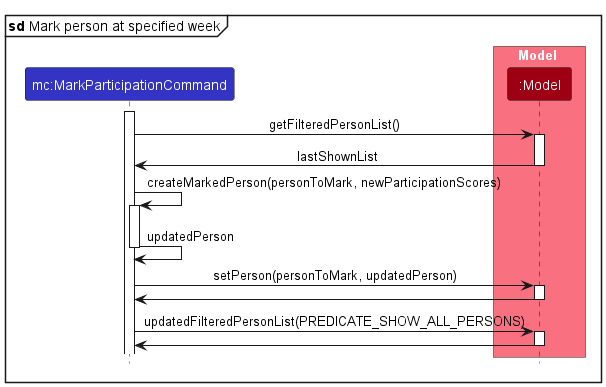 sd Mark person at specified week
Model
mc:MarkParticipationCommand
:Model
getFilteredPersonList()
lastShownList
createMarkedPerson(personToMark, newParticipationScores)
updatedPerson
setPerson(personToMark, updatedPerson)
updatedFilteredPersonList(PREDICATE_SHOW_ALL_PERSONS)